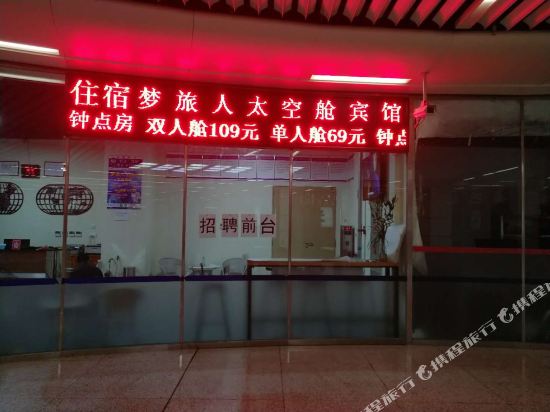 住宿梦旅人太空舱宾馆
钟点房 双人舱109元 单人舱69元 钟点
招聘前台
携程旅行
携程旅行